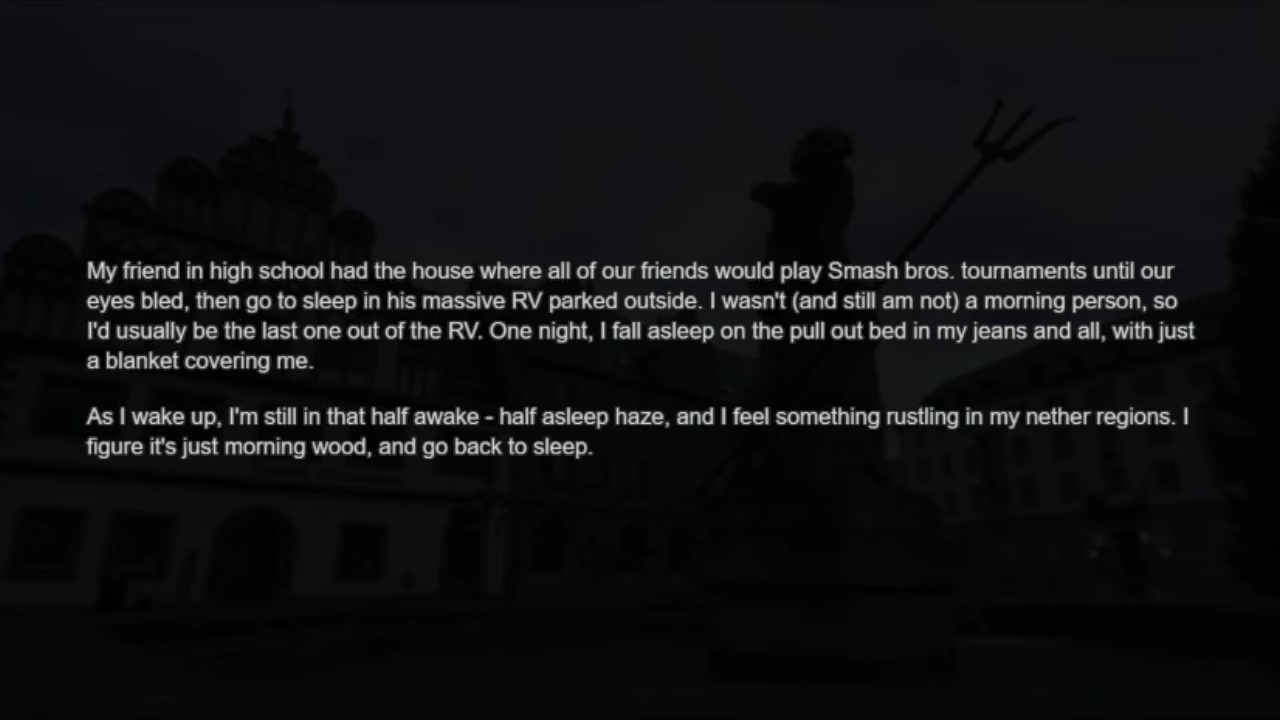 My friend in high school had the house where all of our friends would play Smash bros. tournaments until our
eyes bled, then go to sleep in his massive RV parked outside. I wasn't (and still am not) a morning person, so
I'd usually be the last one out of the RV. One night, I fall asleep on the pull out bed in my jeans and all, with just
a blanket covering me.
As I wake up, I'm still in that half awake - half asleep haze, and I feel something rustling in my nether regions. I
figure it's just morning wood, and go back to sleep.